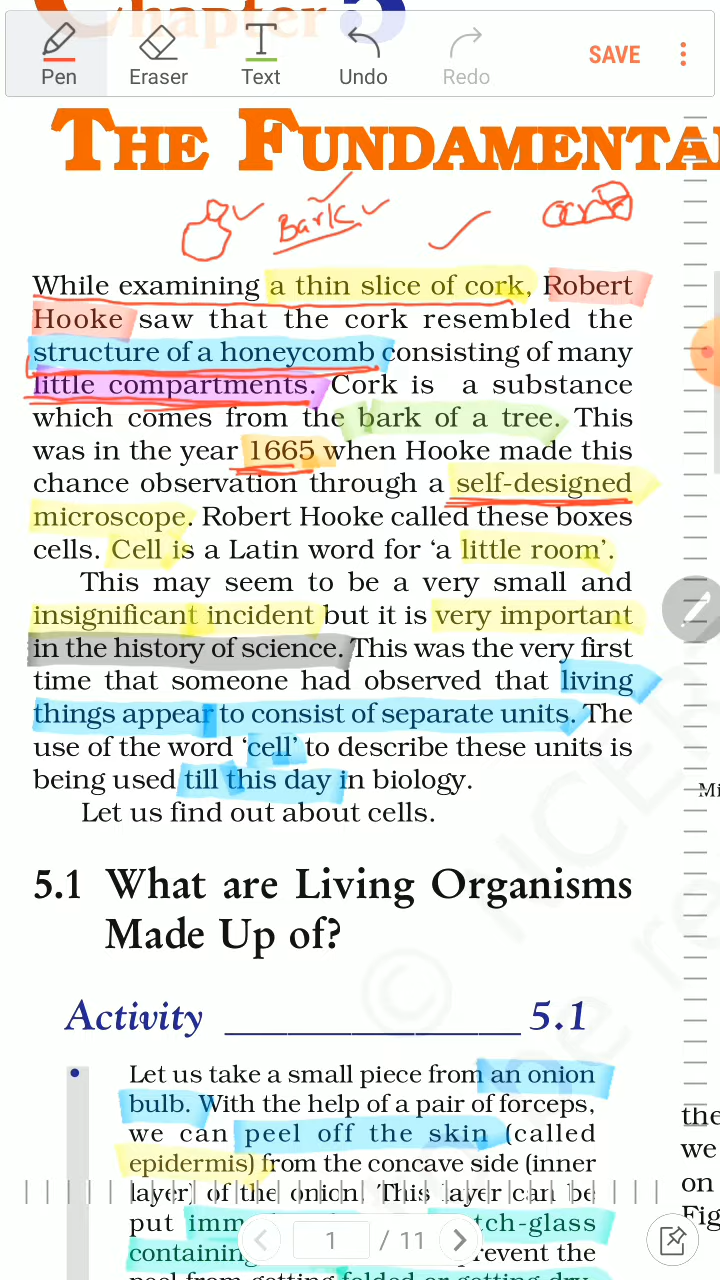 Chapter 5
Pen Eraser Text Undo Redo SAVE
THE FUNDAMENTA
Bark
While examining a thin slice of cork, Robert
Hooke saw that the cork resembled the
structure of a honeycomb consisting of many
little compartments. Cork is a substance
which comes from the bark of a tree. This
was in the year 1665 when Hooke made this
chance observation through a self-designed
microscope. Robert Hooke called these boxes
cells. Cell is a Latin word for ‘a little room’.
This may seem to be a very small and
insignificant incident but it is very important
in the history of science. This was the very first
time that someone had observed that living
things appear to consist of separate units. The
use of the word ‘cell’ to describe these units is
being used till this day in biology.
Let us find out about cells.
5.1 What are Living Organisms
Made Up of?
Activity 5.1
• Let us take a small piece from an onion
bulb. With the help of a pair of forceps,
we can peel off the skin (called
epidermis) from the concave side (inner
layer) of the onion. This layer can be
put
containing
1 / 11
the
we
on
Fig